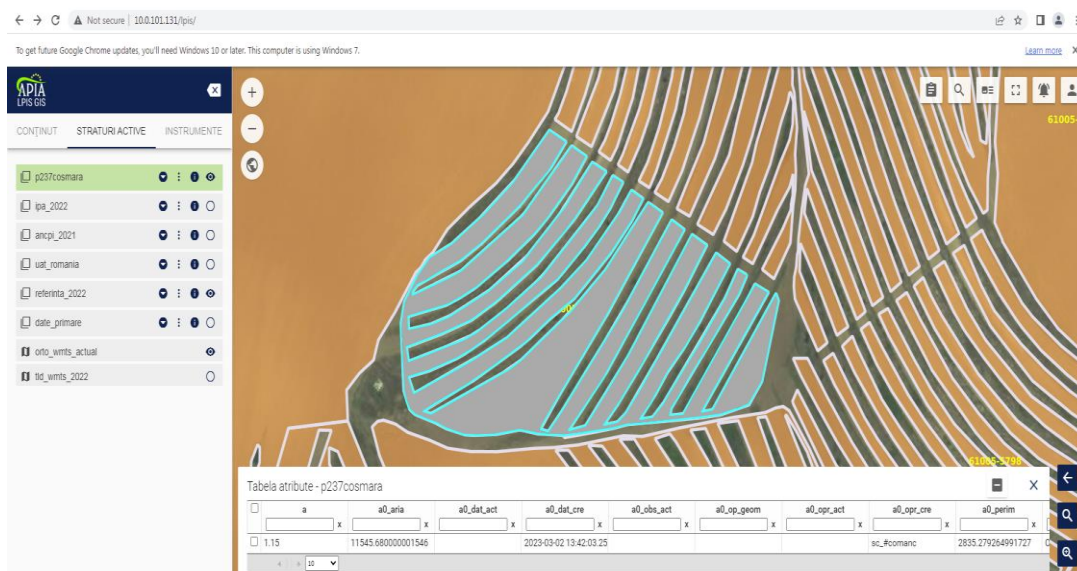 Not secure | 10.0.101.131/lpis/
To get future Google Chrome updates, you'll need Windows 10 or later. This computer is using Windows 7.
Learn more X
APIA
LPIS GIS
X
CONȚINUT STRATURI ACTIVE INSTRUMENTE
p237cosmara
ipa_2022
ancpi_2021
uat_romania
referinta_2022
date_primare
orto_wmts_actual
tld_wmts_2022
+
−
61005-
61005-5798
Tabela atribute - p237cosmara
X
a a0_aria a0_dat_act a0_dat_cre a0_obs_act a0_op_geom a0_opr_act a0_opr_cre a0_perim
x x x x x x x x x
1.15 11545.680000001546 2023-03-02 13:42:03.25 sc_#comanc 2835.279264991727
10